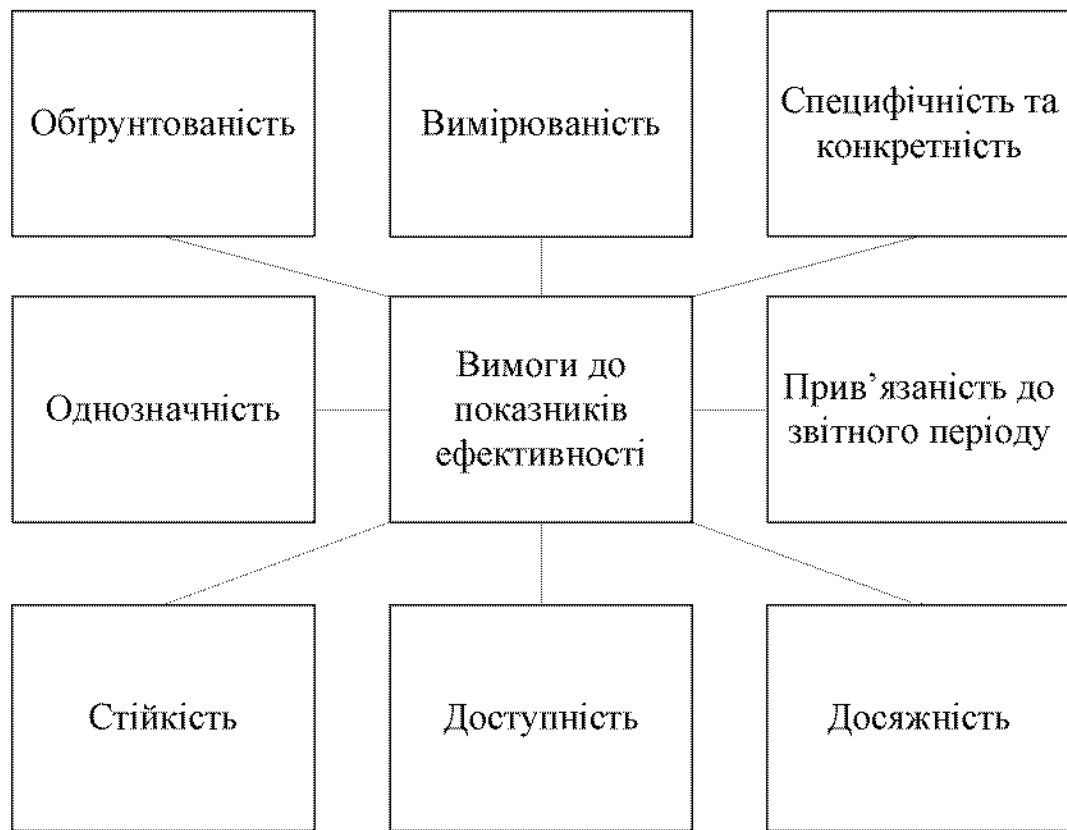 Обґрунтованість
Вимірюваність
Специфічність та
конкретність
Однозначність
Вимоги до
показників
ефективності
Прив’язаність до
звітного періоду
Стійкість
Доступність
Досяжність